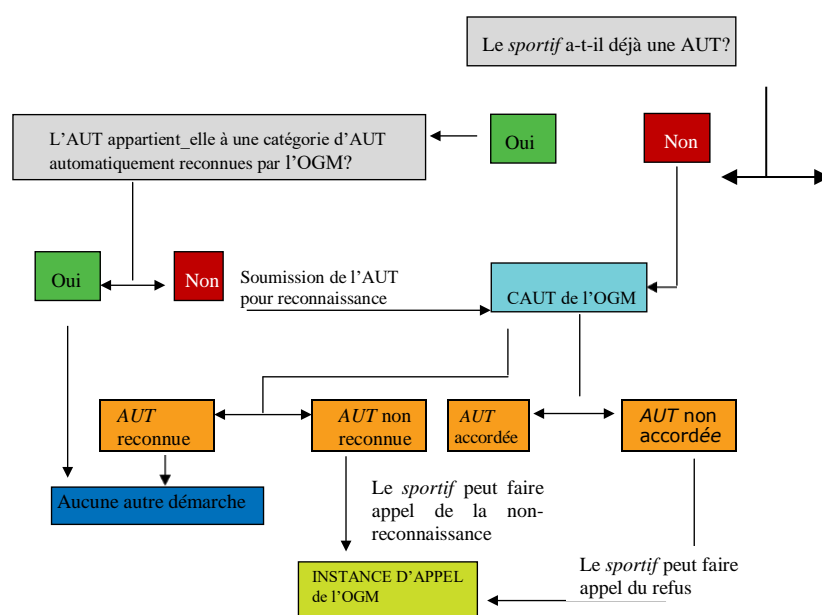 Le sportif a-t-il déjà une AUT?
L’AUT appartient_elle à une catégorie d’AUT
automatiquement reconnues par l’OGM?
Oui
Non
Oui
Non
Soumission de l’AUT
pour reconnaissance
CAUT de l’OGM
AUT
reconnue
AUT non
reconnue
AUT
accordée
AUT non
accordée
Aucune autre démarche
Le sportif peut faire
appel de la non-
reconnaissance
INSTANCE D’APPEL
de l’OGM
Le sportif peut faire
appel du refus